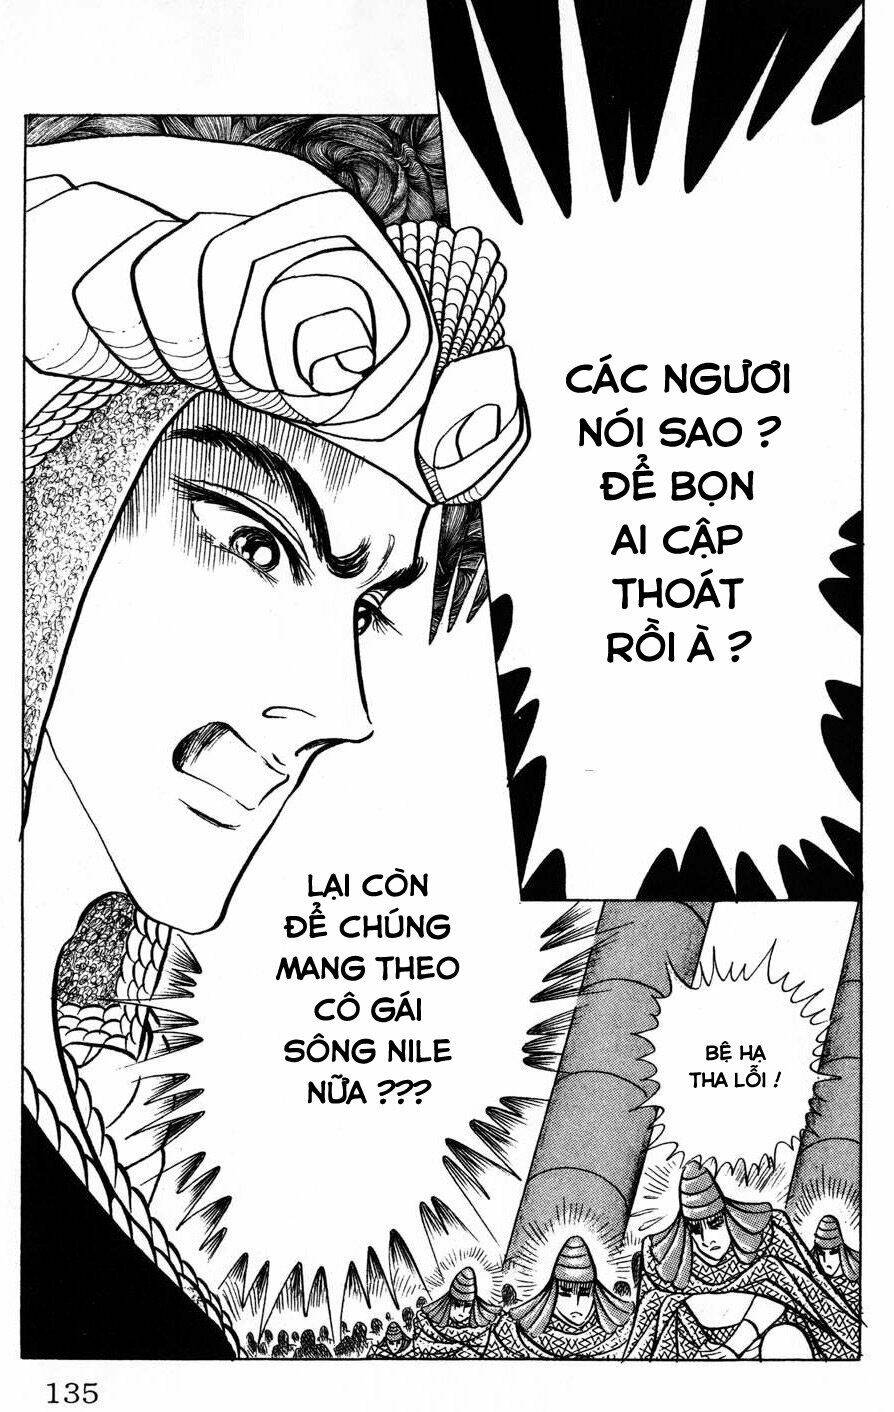 CÁC NGƯƠI
NÓI SAO ?
ĐỂ BỌN
AI CẬP
THOÁT
RỒI À ?
LẠI CÒN
ĐỂ CHÚNG
MANG THEO
CÔ GÁI
SÔNG NILE
NỮA ???
BỆ HẠ
THA LỖI !
135